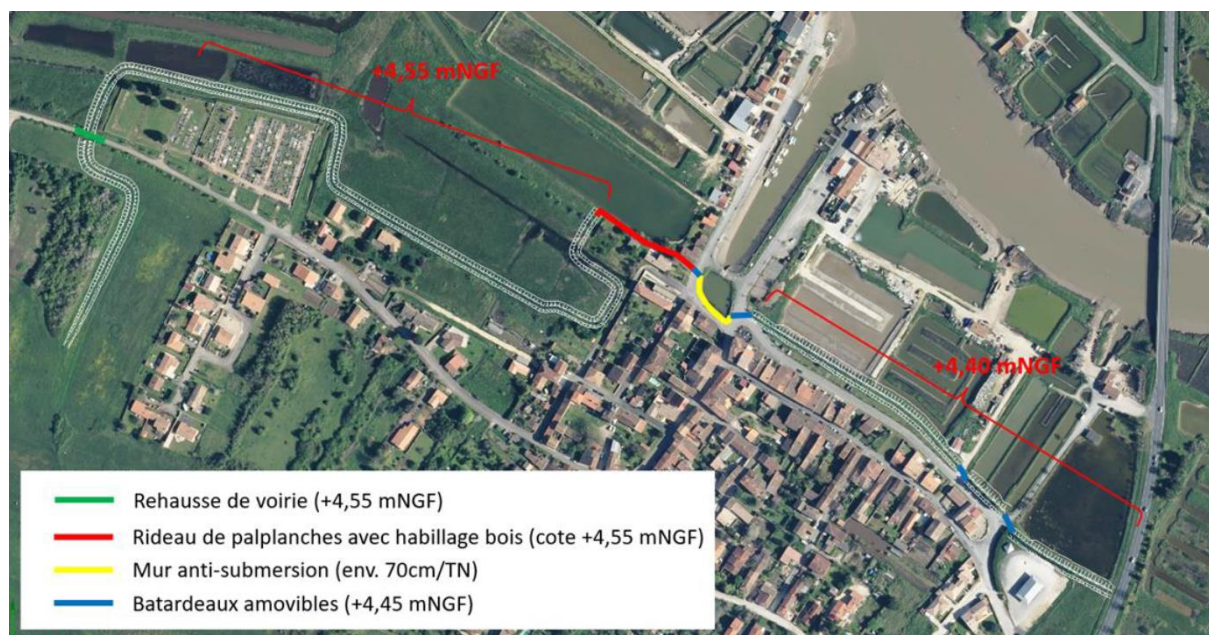 +4,55 mNGF
+4,40 mNGF
Rehausse de voirie (+4,55 mNGF)
Rideau de palplanches avec habillage bois (cote +4,55 mNGF)
Mur anti-submersion (env. 70cm/TN)
Batardeaux amovibles (+4,45 mNGF)